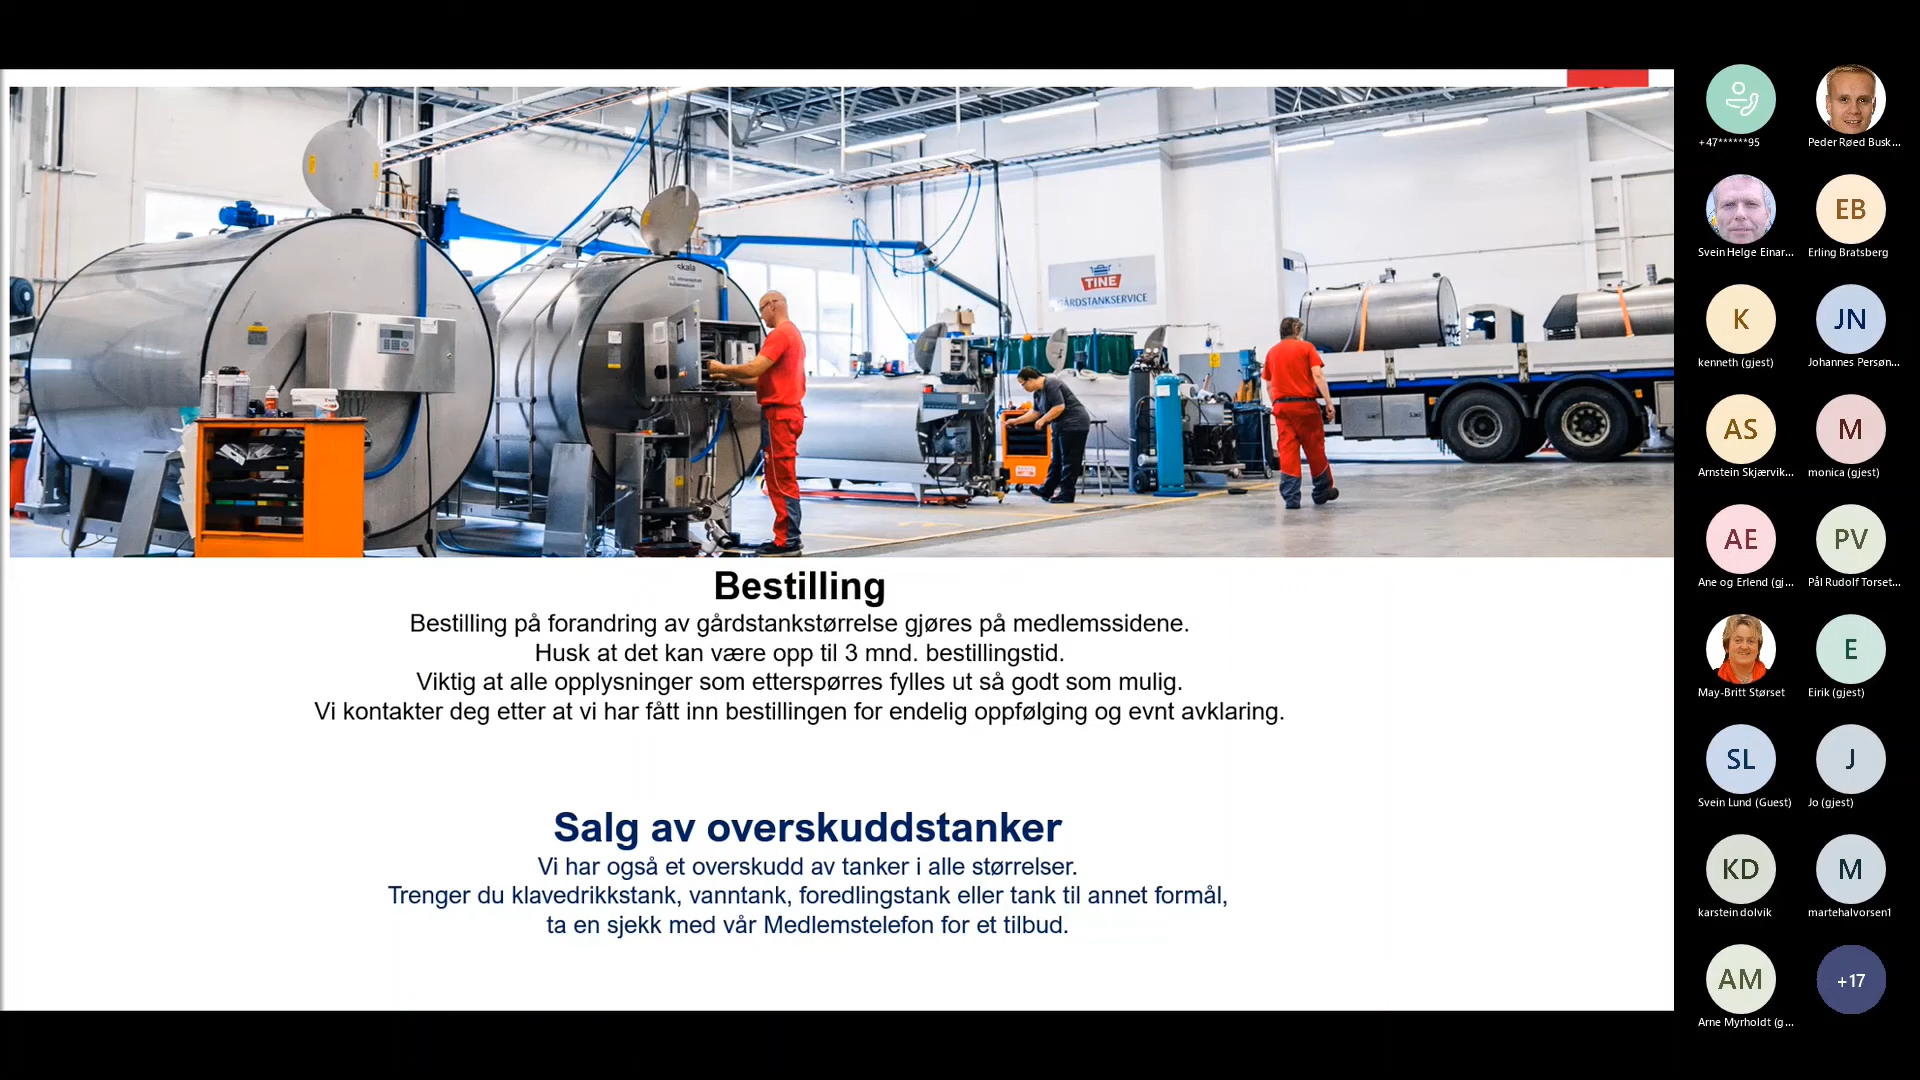 skala
TINE
GÅRDSTANKSERVICE
Bestilling
Bestilling på forandring av gårdstankstørrelse gjøres på medlemssidene.
Husk at det kan være opp til 3 mnd. bestillingstid.
Viktig at alle opplysninger som etterspørres fylles ut så godt som mulig.
Vi kontakter deg etter at vi har fått inn bestillingen for endelig oppfølging og evnt avklaring.
Salg av overskuddstanker
Vi har også et overskudd av tanker i alle størrelser.
Trenger du klavedrikkstank, vanntank, foredlingstank eller tank til annet formål,
ta en sjekk med vår Medlemstelefon for et tilbud.
+47******95
Peder Røed Busk...
Svein Helge Einar...
EB
Erling Bratsberg
K
kenneth (gjest)
JN
Johannes Persøn...
AS
Arnstein Skjærvik...
M
monica (gjest)
AE
Ane og Erlend (gj...
PV
Pål Rudolf Torset...
May-Britt Størset
E
Eirik (gjest)
SL
Svein Lund (Guest)
J
Jo (gjest)
KD
karstein dolvik
M
martehalvorsen1
AM
Arne Myrholdt (g...
+17